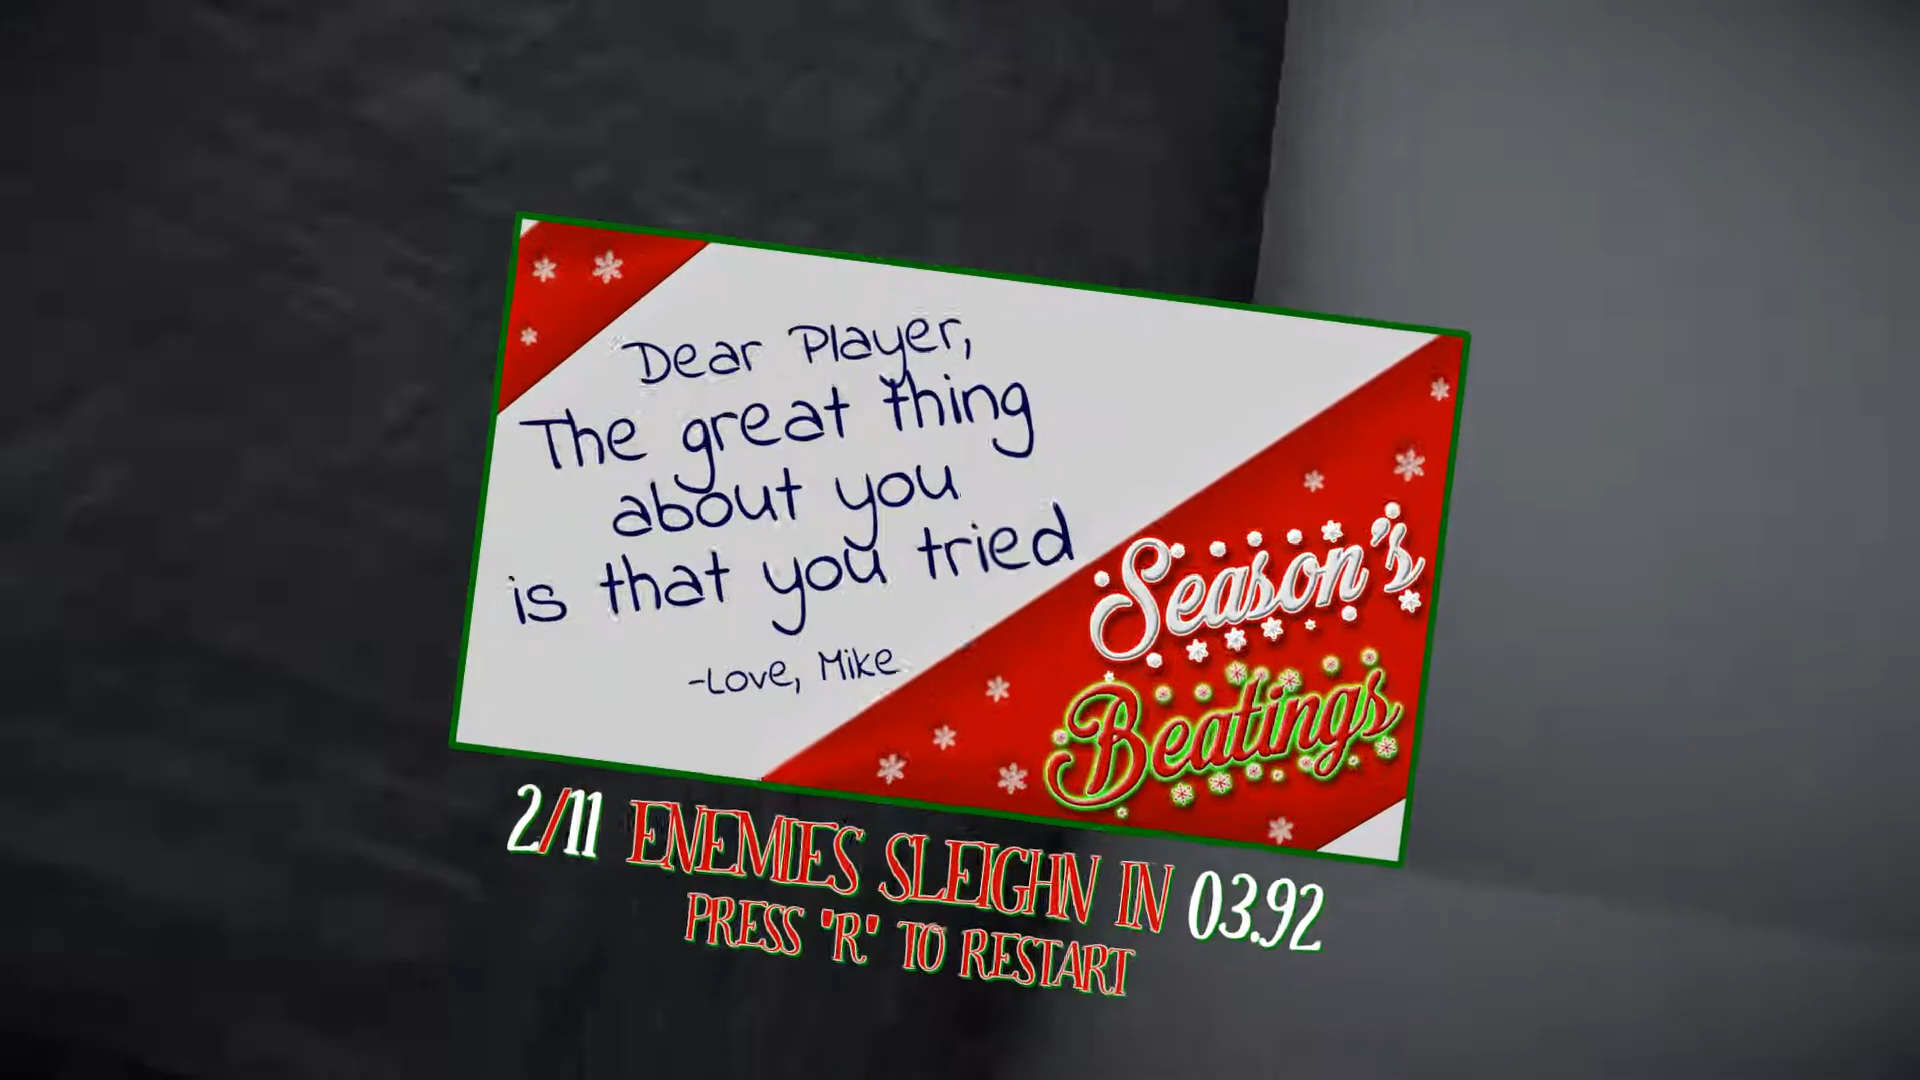 Dear Player,
The great thing
about you
is that you tried
-Love, Mike
Season's
Beatings
2/11 ENEMIES SLEIGHN IN 03.92
PRESS "R" TO RESTART